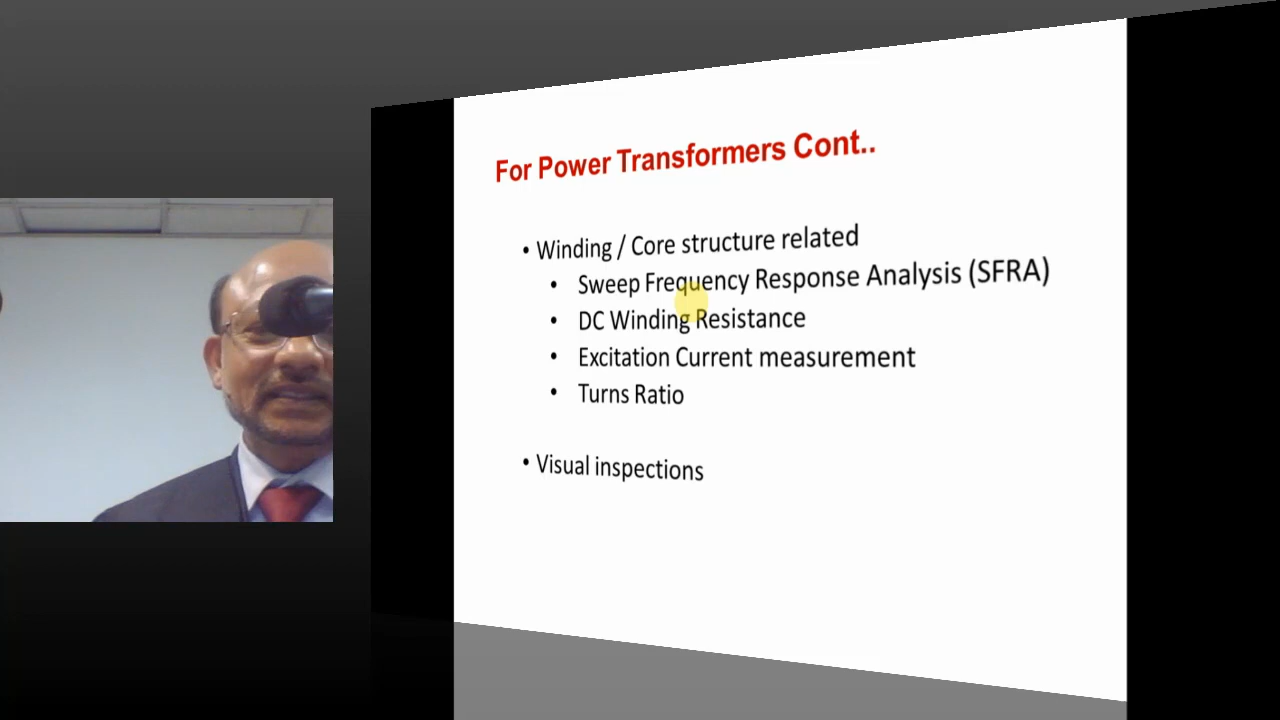 For Power Transformers Cont..
• Winding / Core structure related
• Sweep Frequency Response Analysis (SFRA)
• DC Winding Resistance
• Excitation Current measurement
• Turns Ratio
• Visual inspections